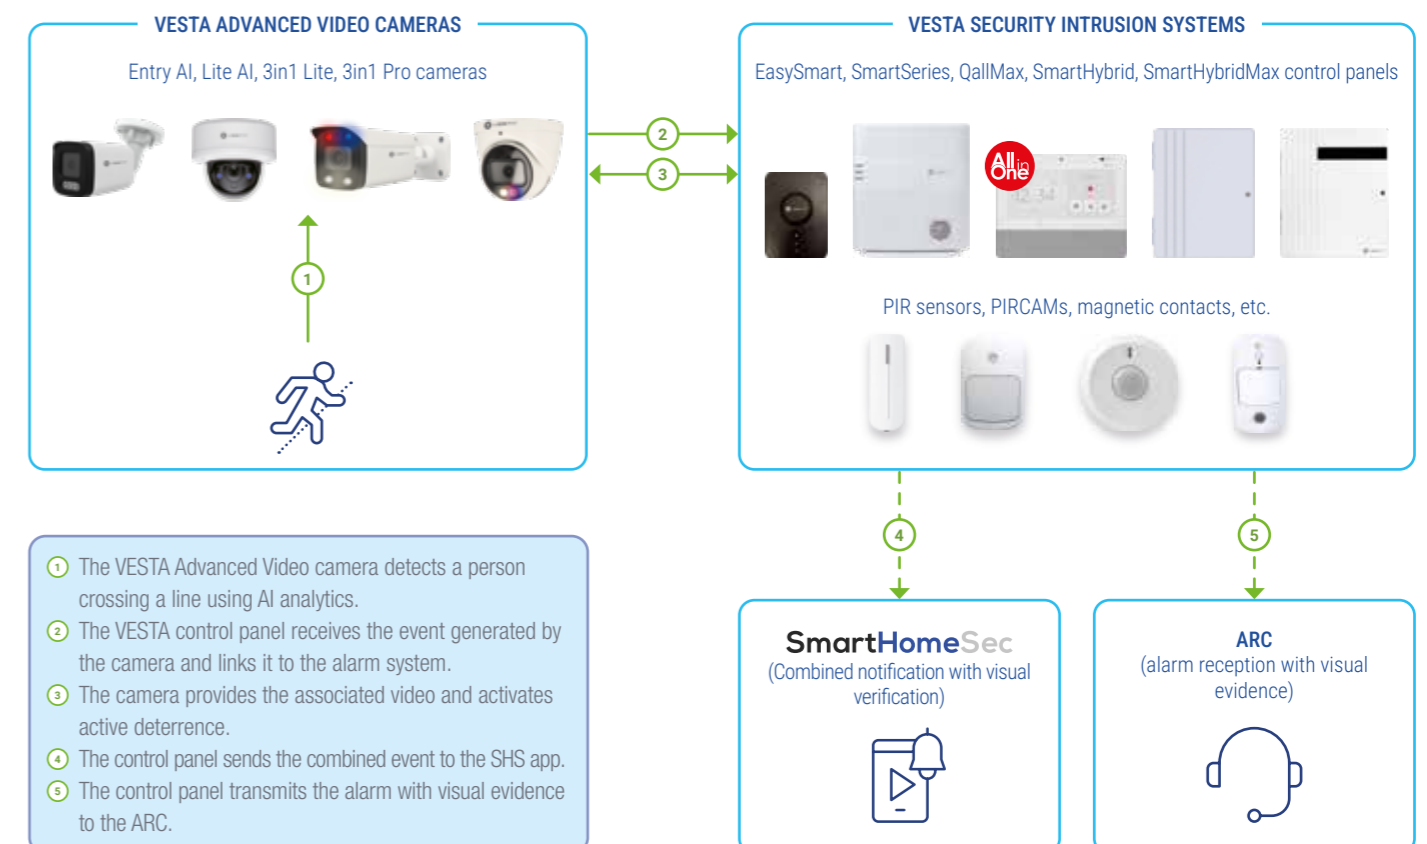 VESTA ADVANCED VIDEO CAMERAS
Entry AI, Lite AI, 3in1 Lite, 3in1 Pro cameras
1
2
3
VESTA SECURITY INTRUSION SYSTEMS
EasySmart, SmartSeries, QallMax, SmartHybrid, SmartHybridMax control panels
All in
One
PIR sensors, PIRCAMs, magnetic contacts, etc.
4
5
1 The VESTA Advanced Video camera detects a person
crossing a line using AI analytics.
2 The VESTA control panel receives the event generated by
the camera and links it to the alarm system.
3 The camera provides the associated video and activates
active deterrence.
4 The control panel sends the combined event to the SHS app.
5 The control panel transmits the alarm with visual evidence
to the ARC.
SmartHomeSec
(Combined notification with visual
verification)
ARC
(alarm reception with visual
evidence)